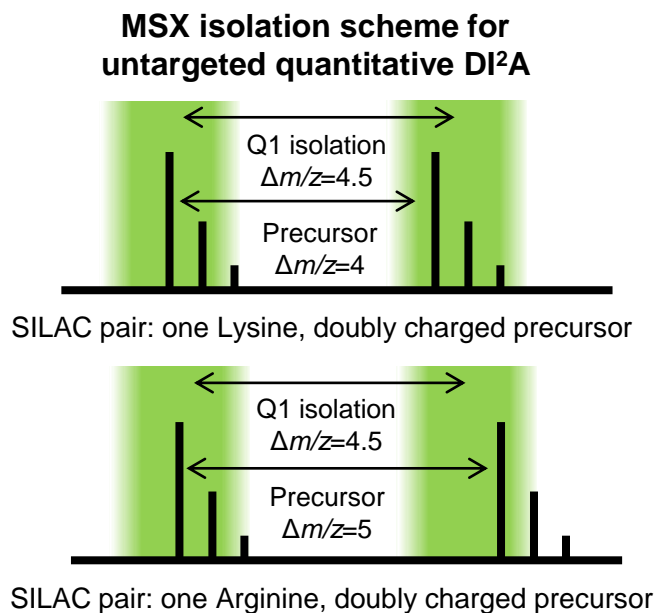 MSX isolation scheme for
untargeted quantitative DI²A
Q1 isolation
Δm/z=4.5
Precursor
Δm/z=4
SILAC pair: one Lysine, doubly charged precursor
Q1 isolation
Δm/z=4.5
Precursor
Δm/z=5
SILAC pair: one Arginine, doubly charged precursor